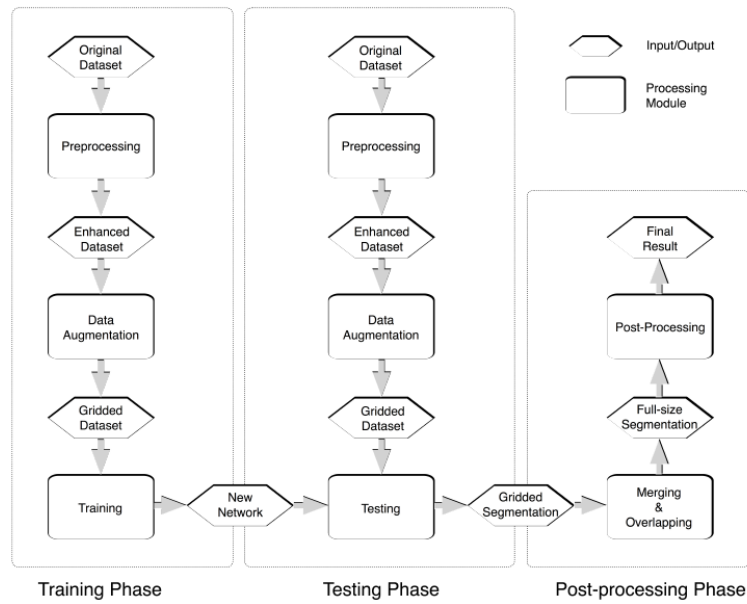 Original
Dataset
Preprocessing
Enhanced
Dataset
Data
Augmentation
Gridded
Dataset
Training
New
Network
Training Phase
Original
Dataset
Preprocessing
Enhanced
Dataset
Data
Augmentation
Gridded
Dataset
Testing
Gridded
Segmentation
Testing Phase
Input/Output
Processing
Module
Final
Result
Post-Processing
Full-size
Segmentation
Merging
&
Overlapping
Post-processing Phase